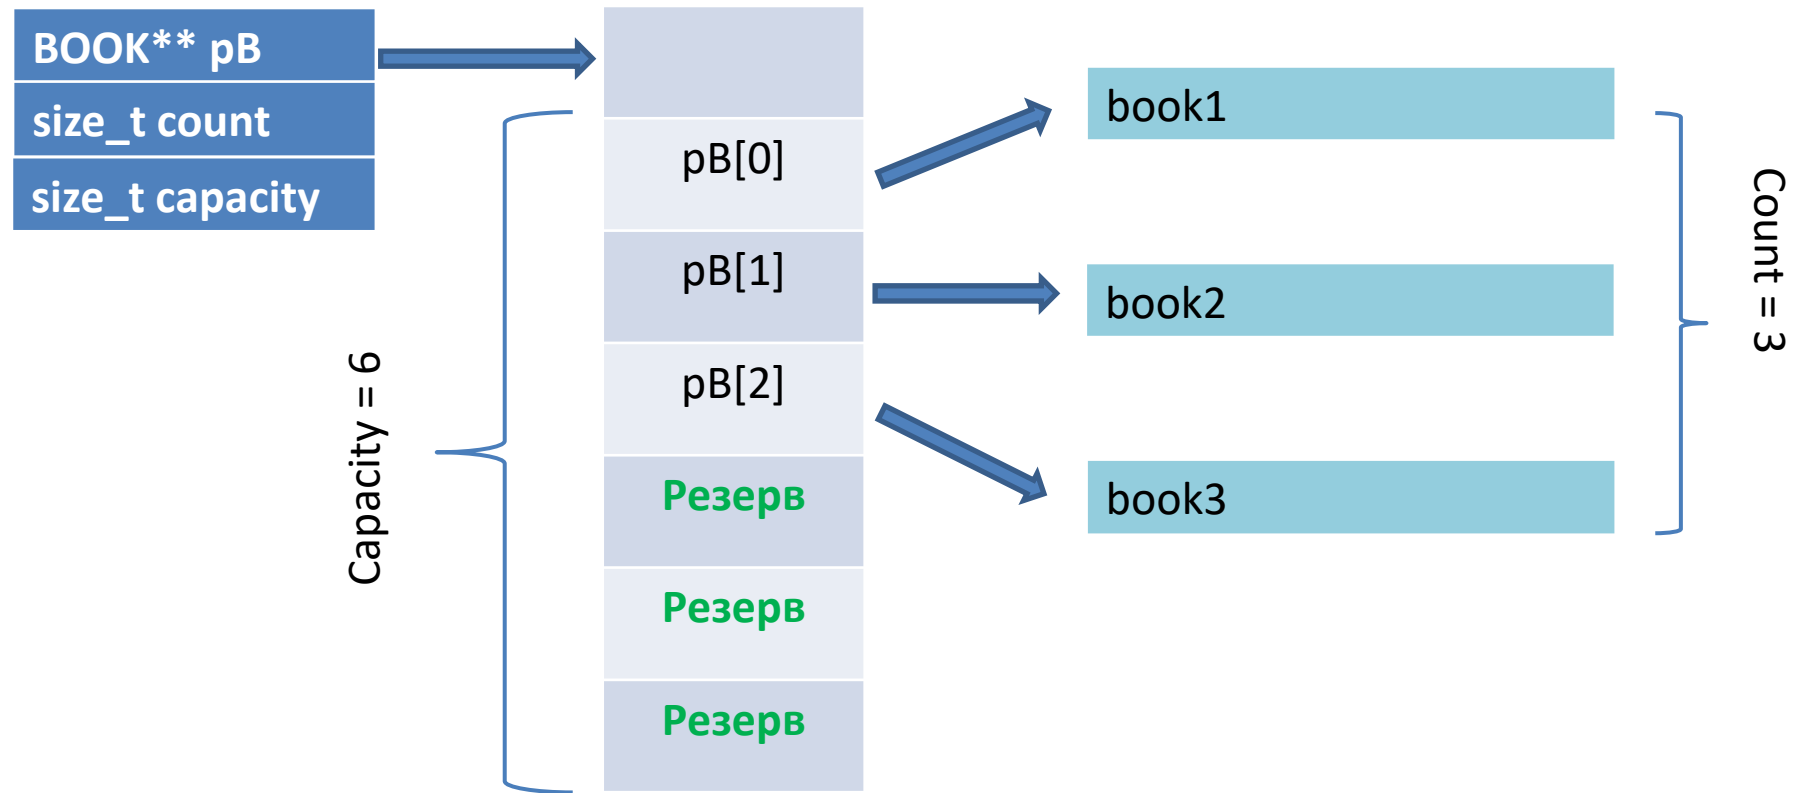 BOOK** pB
size_t count
size_t capacity
Capacity = 6
pB[0]
pB[1]
pB[2]
Резерв
Резерв
Резерв
book1
book2
book3
Count = 3